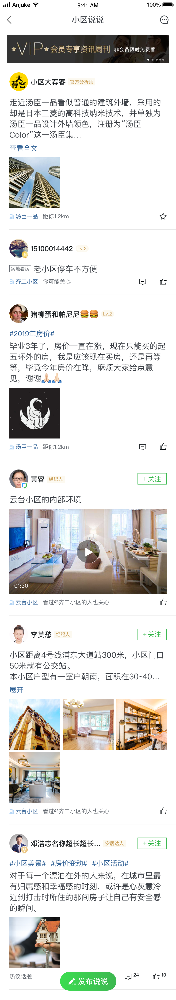 Anjuke 9:41 AM 100%
小区说说
VIP 会员专享资讯周刊 非会员限时免费看！
大
荐客
小区大荐客 官方分析师
走近汤臣一品看似普通的建筑外墙，采用的
却是日本三菱的高科技纳米技术，并单独为
汤臣一品设计外墙颜色，注册为“汤臣
Color”这一汤臣集...
查看全文
汤臣一品 距你1.2km
15100014442 Lv.2
实地看房 老小区停车不方便
齐二小区 你可能关心
猪柳蛋和帕尼尼🍔🍔 Lv.2
#2019年房价#
毕业3年了，房价一直在涨，现在只能买的起
五环外的房，我是应该现在买房，还是再等
等，毕竟今年房价在降，麻烦大家给点意
见，谢谢🙏🏻🙏🏻
汤臣一品 距你1.2km
黄容 经纪人 +关注
云台小区的内部环境
01:30
云台小区 看过@齐二小区的人也关心
李莫愁 经纪人 +关注
小区距离4号线浦东大道站300米，小区门口
50米就有公交站。
本小区户型有一室户朝南，面积在30~40...
展开
云台小区 看过@齐二小区的人也关心
邓浩志名称超长超长... 安居达人 +关注
V
#小区美景# #房价变动# #小区活动#
对于每一个漂泊在外的人来说，在城市里最
有归属感和幸福感的时刻，或许是心灰意冷
近到打击时所住的那间房子让自己有安全感
的瞬间。
热议话题 发布说说 24 10